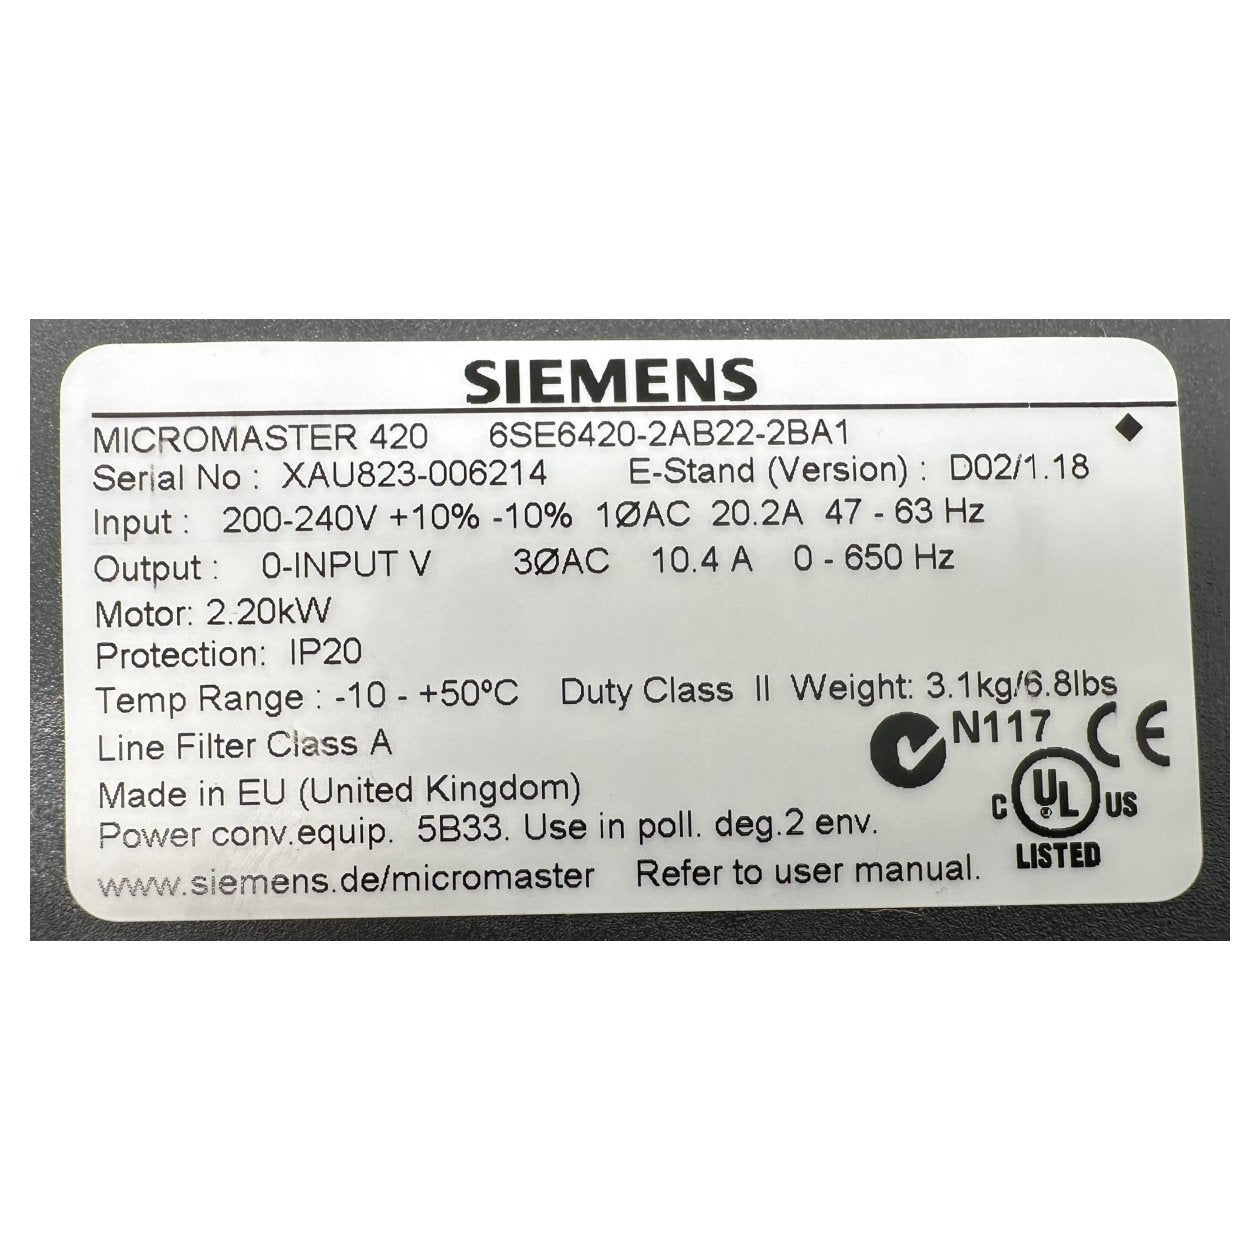 SIEMENS
MICROMASTER 420 6SE6420-2AB22-2BA1
Serial No : XAU823-006214 E-Stand (Version) : D02/1.18
Input : 200-240V +10% -10% 1ØAC 20.2A 47 - 63 Hz
Output : 0-INPUT V 3ØAC 10.4 A 0 - 650 Hz
Motor: 2.20kW
Protection: IP20
Temp Range : -10 - +50ºC Duty Class II Weight: 3.1kg/6.8lbs
Line Filter Class A
N117 CE
Made in EU (United Kingdom)
C UL ® US
Power conv.equip. 5B33. Use in poll. deg.2 env.
LISTED
www.siemens.de/micromaster Refer to user manual.